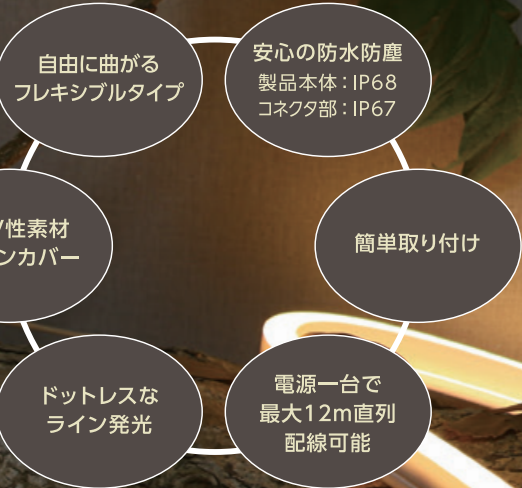 自由に曲がる
フレキシブルタイプ
安心の防水防塵
製品本体：IP68
コネクタ部：IP67
性素材
ンカバー
簡単取り付け
ドットレスな
ライン発光
電源一台で
最大12m直列
配線可能